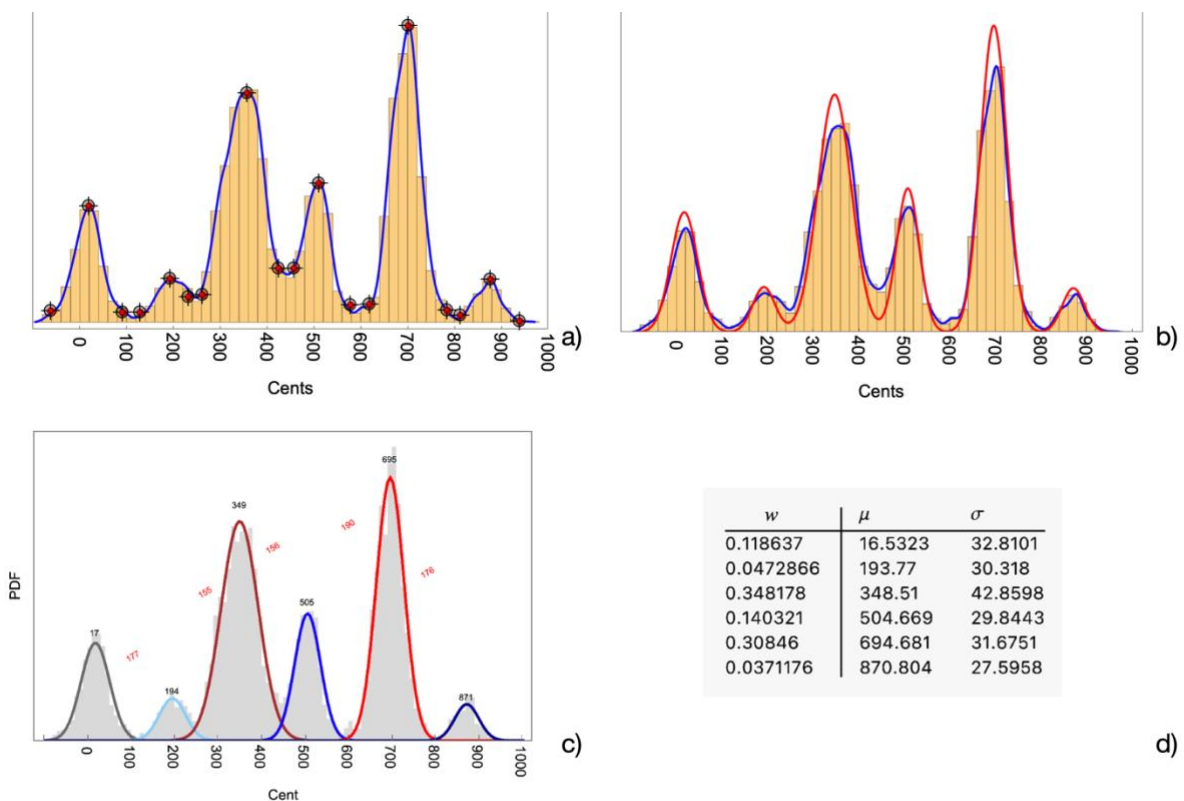 0 100 200 300 400 500 600 700 800 900 1000
a)
Cents
0 100 200 300 400 500 600 700 800 900 1000
b)
Cents
PDF
17
177
194
155
349
156
505
190
695
176
871
0 100 200 300 400 500 600 700 800 900 1000
c)
Cent
w μ σ
0.118637 16.5323 32.8101
0.0472866 193.77 30.318
0.348178 348.51 42.8598
0.140321 504.669 29.8443
0.30846 694.681 31.6751
0.0371176 870.804 27.5958
d)